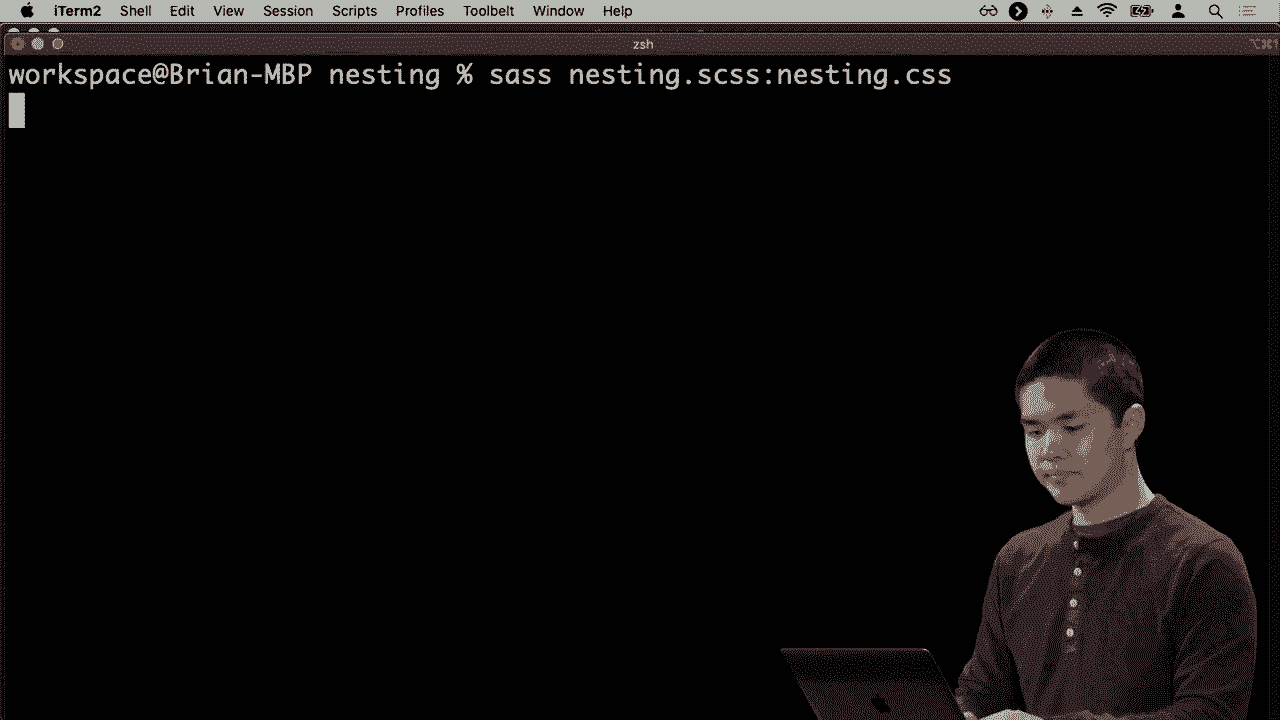 iTerm2 Shell Edit View Session Scripts Profiles Toolbelt Window Help
zsh
workspace@Brian-MBP nesting % sass nesting.scss:nesting.css